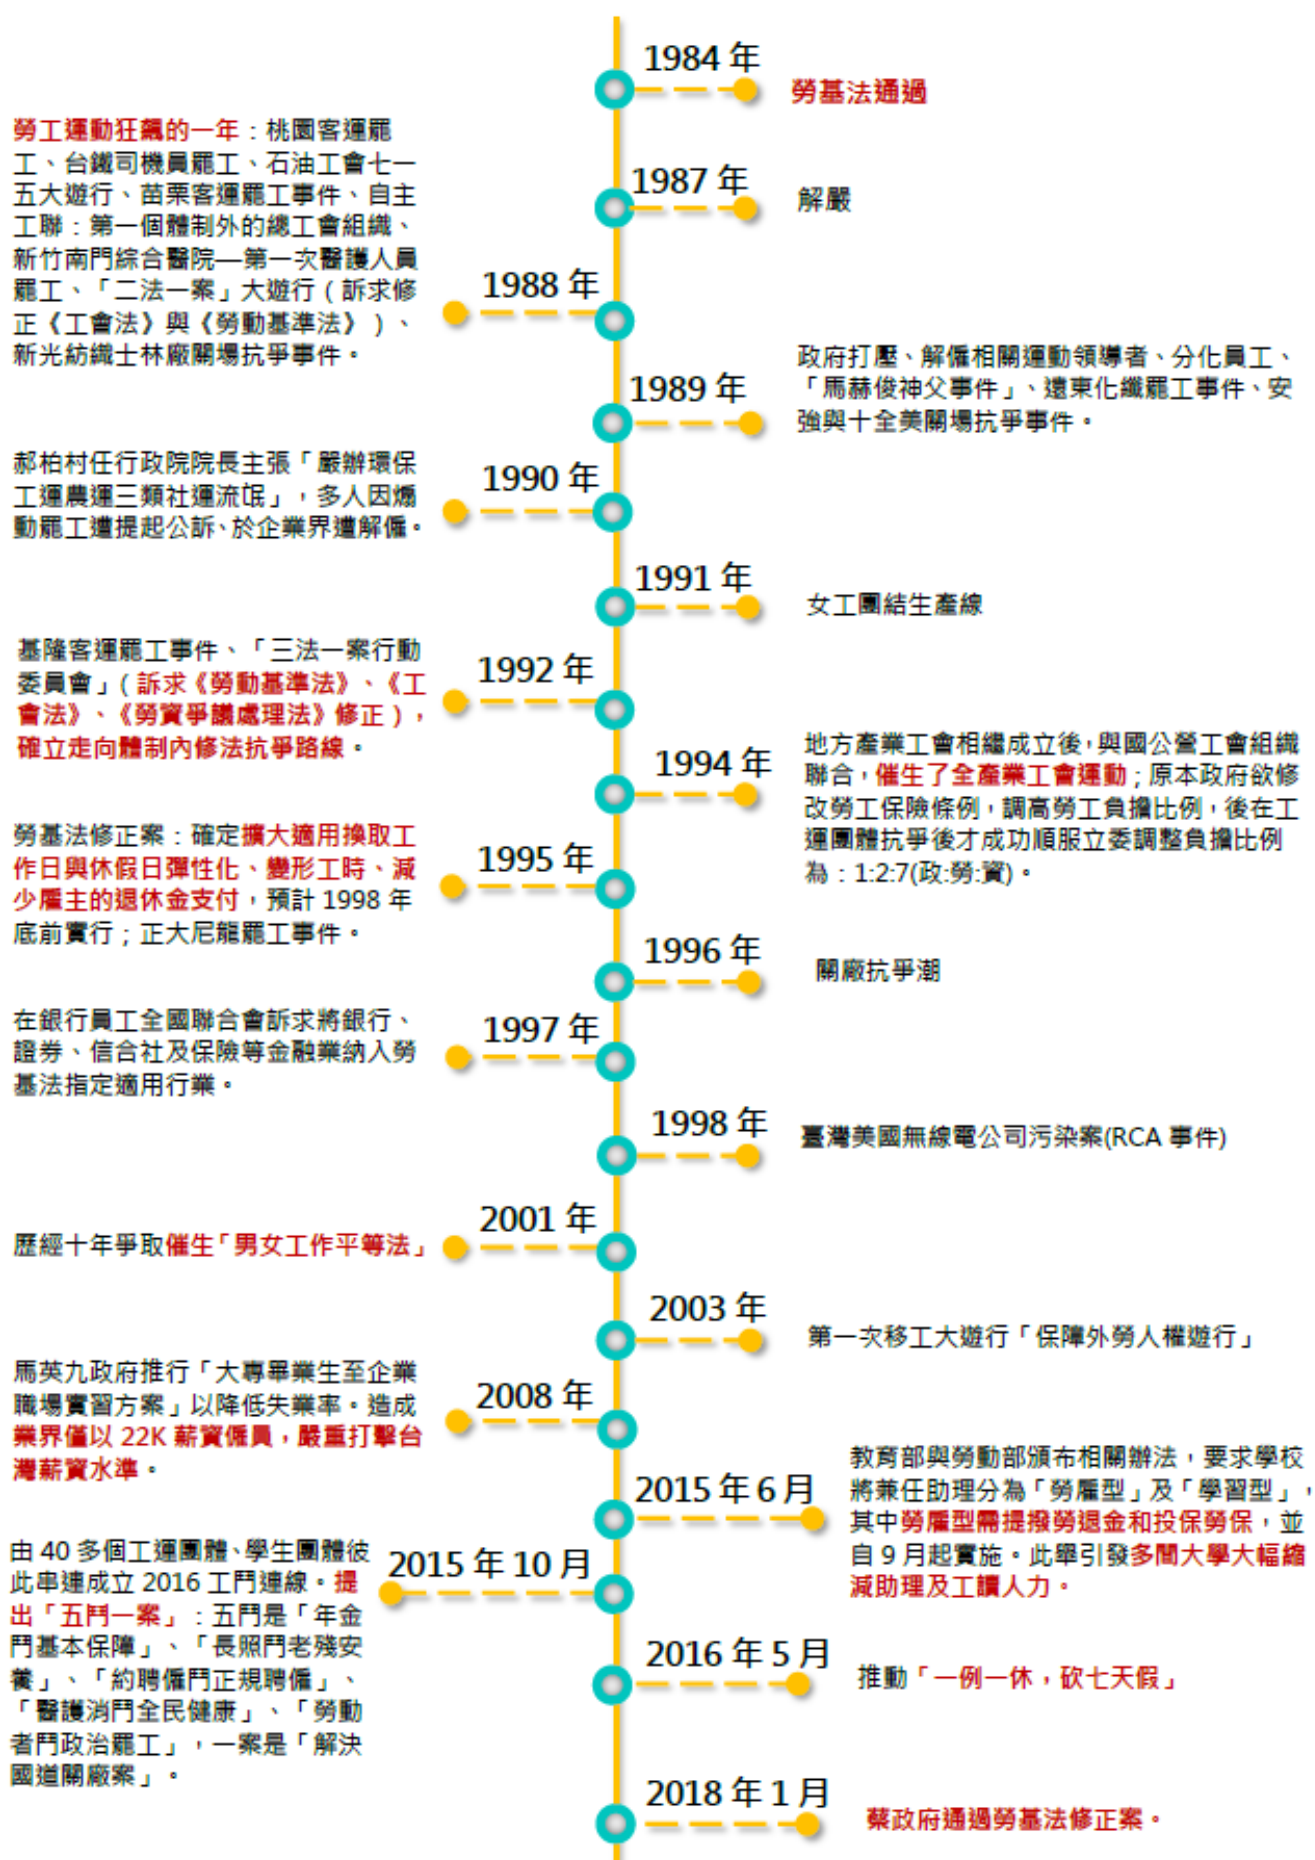 1984 年
勞基法通過
1987 年
解嚴
1988 年
勞工運動狂飆的一年：桃園客運罷
工、台鐵司機員罷工、石油工會七一
五大遊行、苗栗客運罷工事件、自主
工聯：第一個體制外的總工會組織、
新竹南門綜合醫院—第一次醫護人員
罷工、「二法一案」大遊行（訴求修
正《工會法》與《勞動基準法》）、
新光紡織士林廠關場抗爭事件。
1989 年
政府打壓、解僱相關運動領導者、分化員工、
「馬赫俊神父事件」、遠東化纖罷工事件、安
強與十全美關場抗爭事件。
1990 年
郝柏村任行政院院長主張「嚴辦環保
工運農運三類社運流氓」，多人因煽
動罷工遭提起公訴、於企業界遭解僱。
1991 年
女工團結生產線
1992 年
基隆客運罷工事件、「三法一案行動
委員會」（訴求《勞動基準法》、《工
會法》、《勞資爭議處理法》修正），
確立走向體制內修法抗爭路線。
1994 年
地方產業工會相繼成立後，與國公營工會組織
聯合，催生了全產業工會運動；原本政府欲修
改勞工保險條例，調高勞工負擔比例，後在工
運團體抗爭後才成功順服立委調整負擔比例
為：1:2:7(政:勞:資)。
1995 年
勞基法修正案：確定擴大適用換取工
作日與休假日彈性化、變形工時、減
少雇主的退休金支付，預計 1998 年
底前實行；正大尼龍罷工事件。
1996 年
關廠抗爭潮
1997 年
在銀行員工全國聯合會訴求將銀行、
證券、信合社及保險等金融業納入勞
基法指定適用行業。
1998 年
臺灣美國無線電公司污染案(RCA 事件)
2001 年
歷經十年爭取催生「男女工作平等法」
2003 年
第一次移工大遊行「保障外勞人權遊行」
2008 年
馬英九政府推行「大專畢業生至企業
職場實習方案」以降低失業率。造成
業界僅以 22K 薪資僱員，嚴重打擊台
灣薪資水準。
2015 年 6 月
教育部與勞動部頒布相關辦法，要求學校
將兼任助理分為「勞雇型」及「學習型」，
其中勞雇型需提撥勞退金和投保勞保，並
自 9 月起實施。此舉引發多間大學大幅縮
減助理及工讀人力。
2015 年 10 月
由 40 多個工運團體、學生團體彼
此串連成立 2016 工鬥連線。提
出「五鬥一案」：五鬥是「年金
鬥基本保障」、「長照鬥老殘安
養」、「約聘僱鬥正規聘僱」、
「醫護消鬥全民健康」、「勞動
者鬥政治罷工」，一案是「解決
國道關廠案」。
2016 年 5 月
推動「一例一休，砍七天假」
2018 年 1 月
蔡政府通過勞基法修正案。